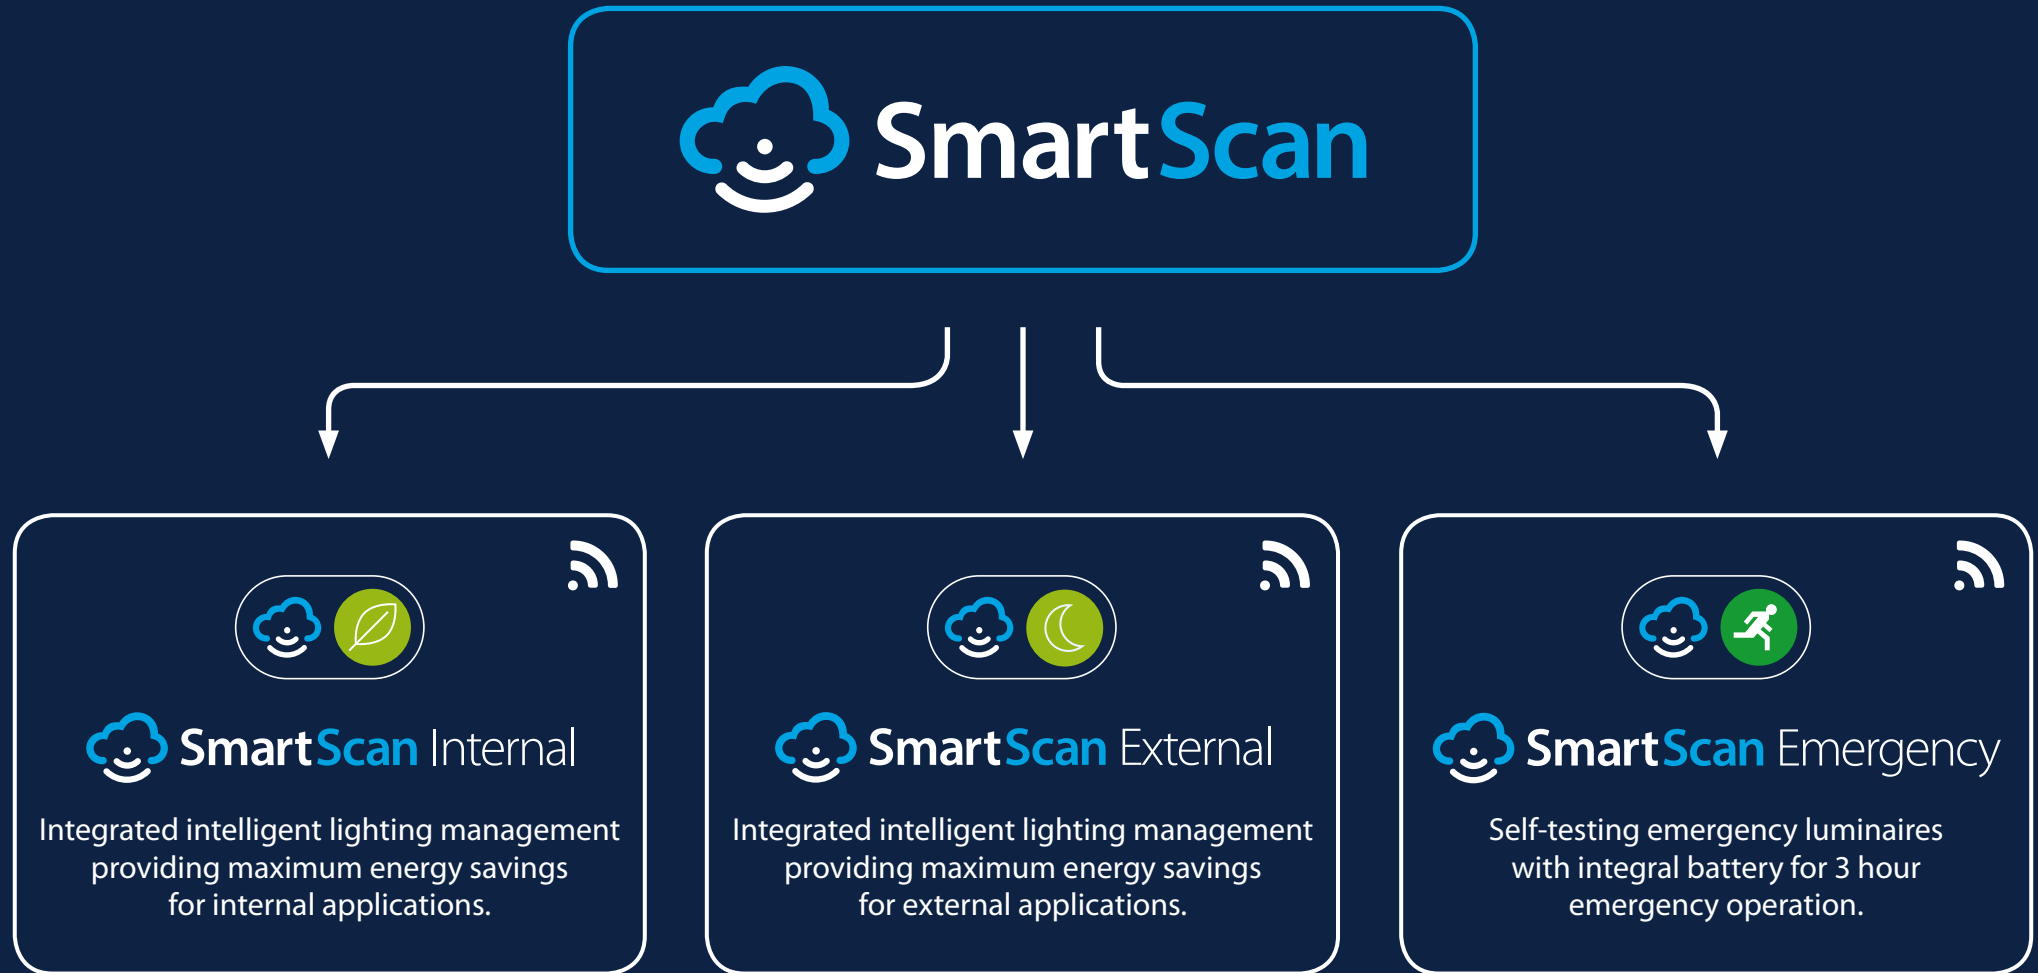 SmartScan
SmartScan Internal
Integrated intelligent lighting management
providing maximum energy savings
for internal applications.
SmartScan External
Integrated intelligent lighting management
providing maximum energy savings
for external applications.
SmartScan Emergency
Self-testing emergency luminaires
with integral battery for 3 hour
emergency operation.